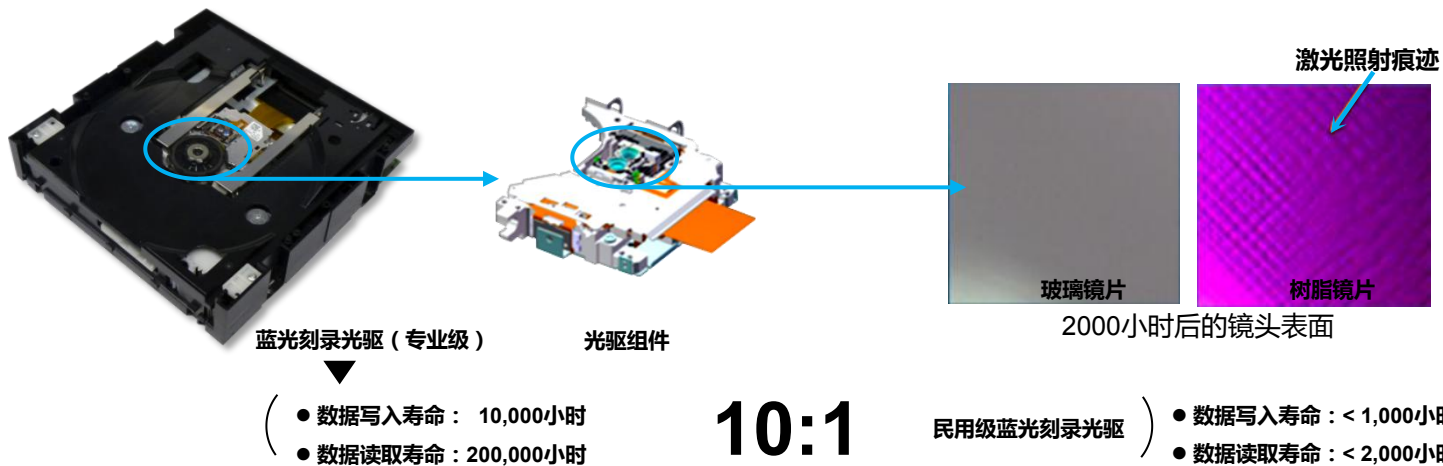 激光照射痕迹
玻璃镜片
树脂镜片
2000小时后的镜头表面
蓝光刻录光驱（专业级）
光驱组件
● 数据写入寿命： 10,000小时
● 数据读取寿命：200,000小时
10:1
民用级蓝光刻录光驱
● 数据写入寿命：< 1,000小
● 数据读取寿命：< 2,000小